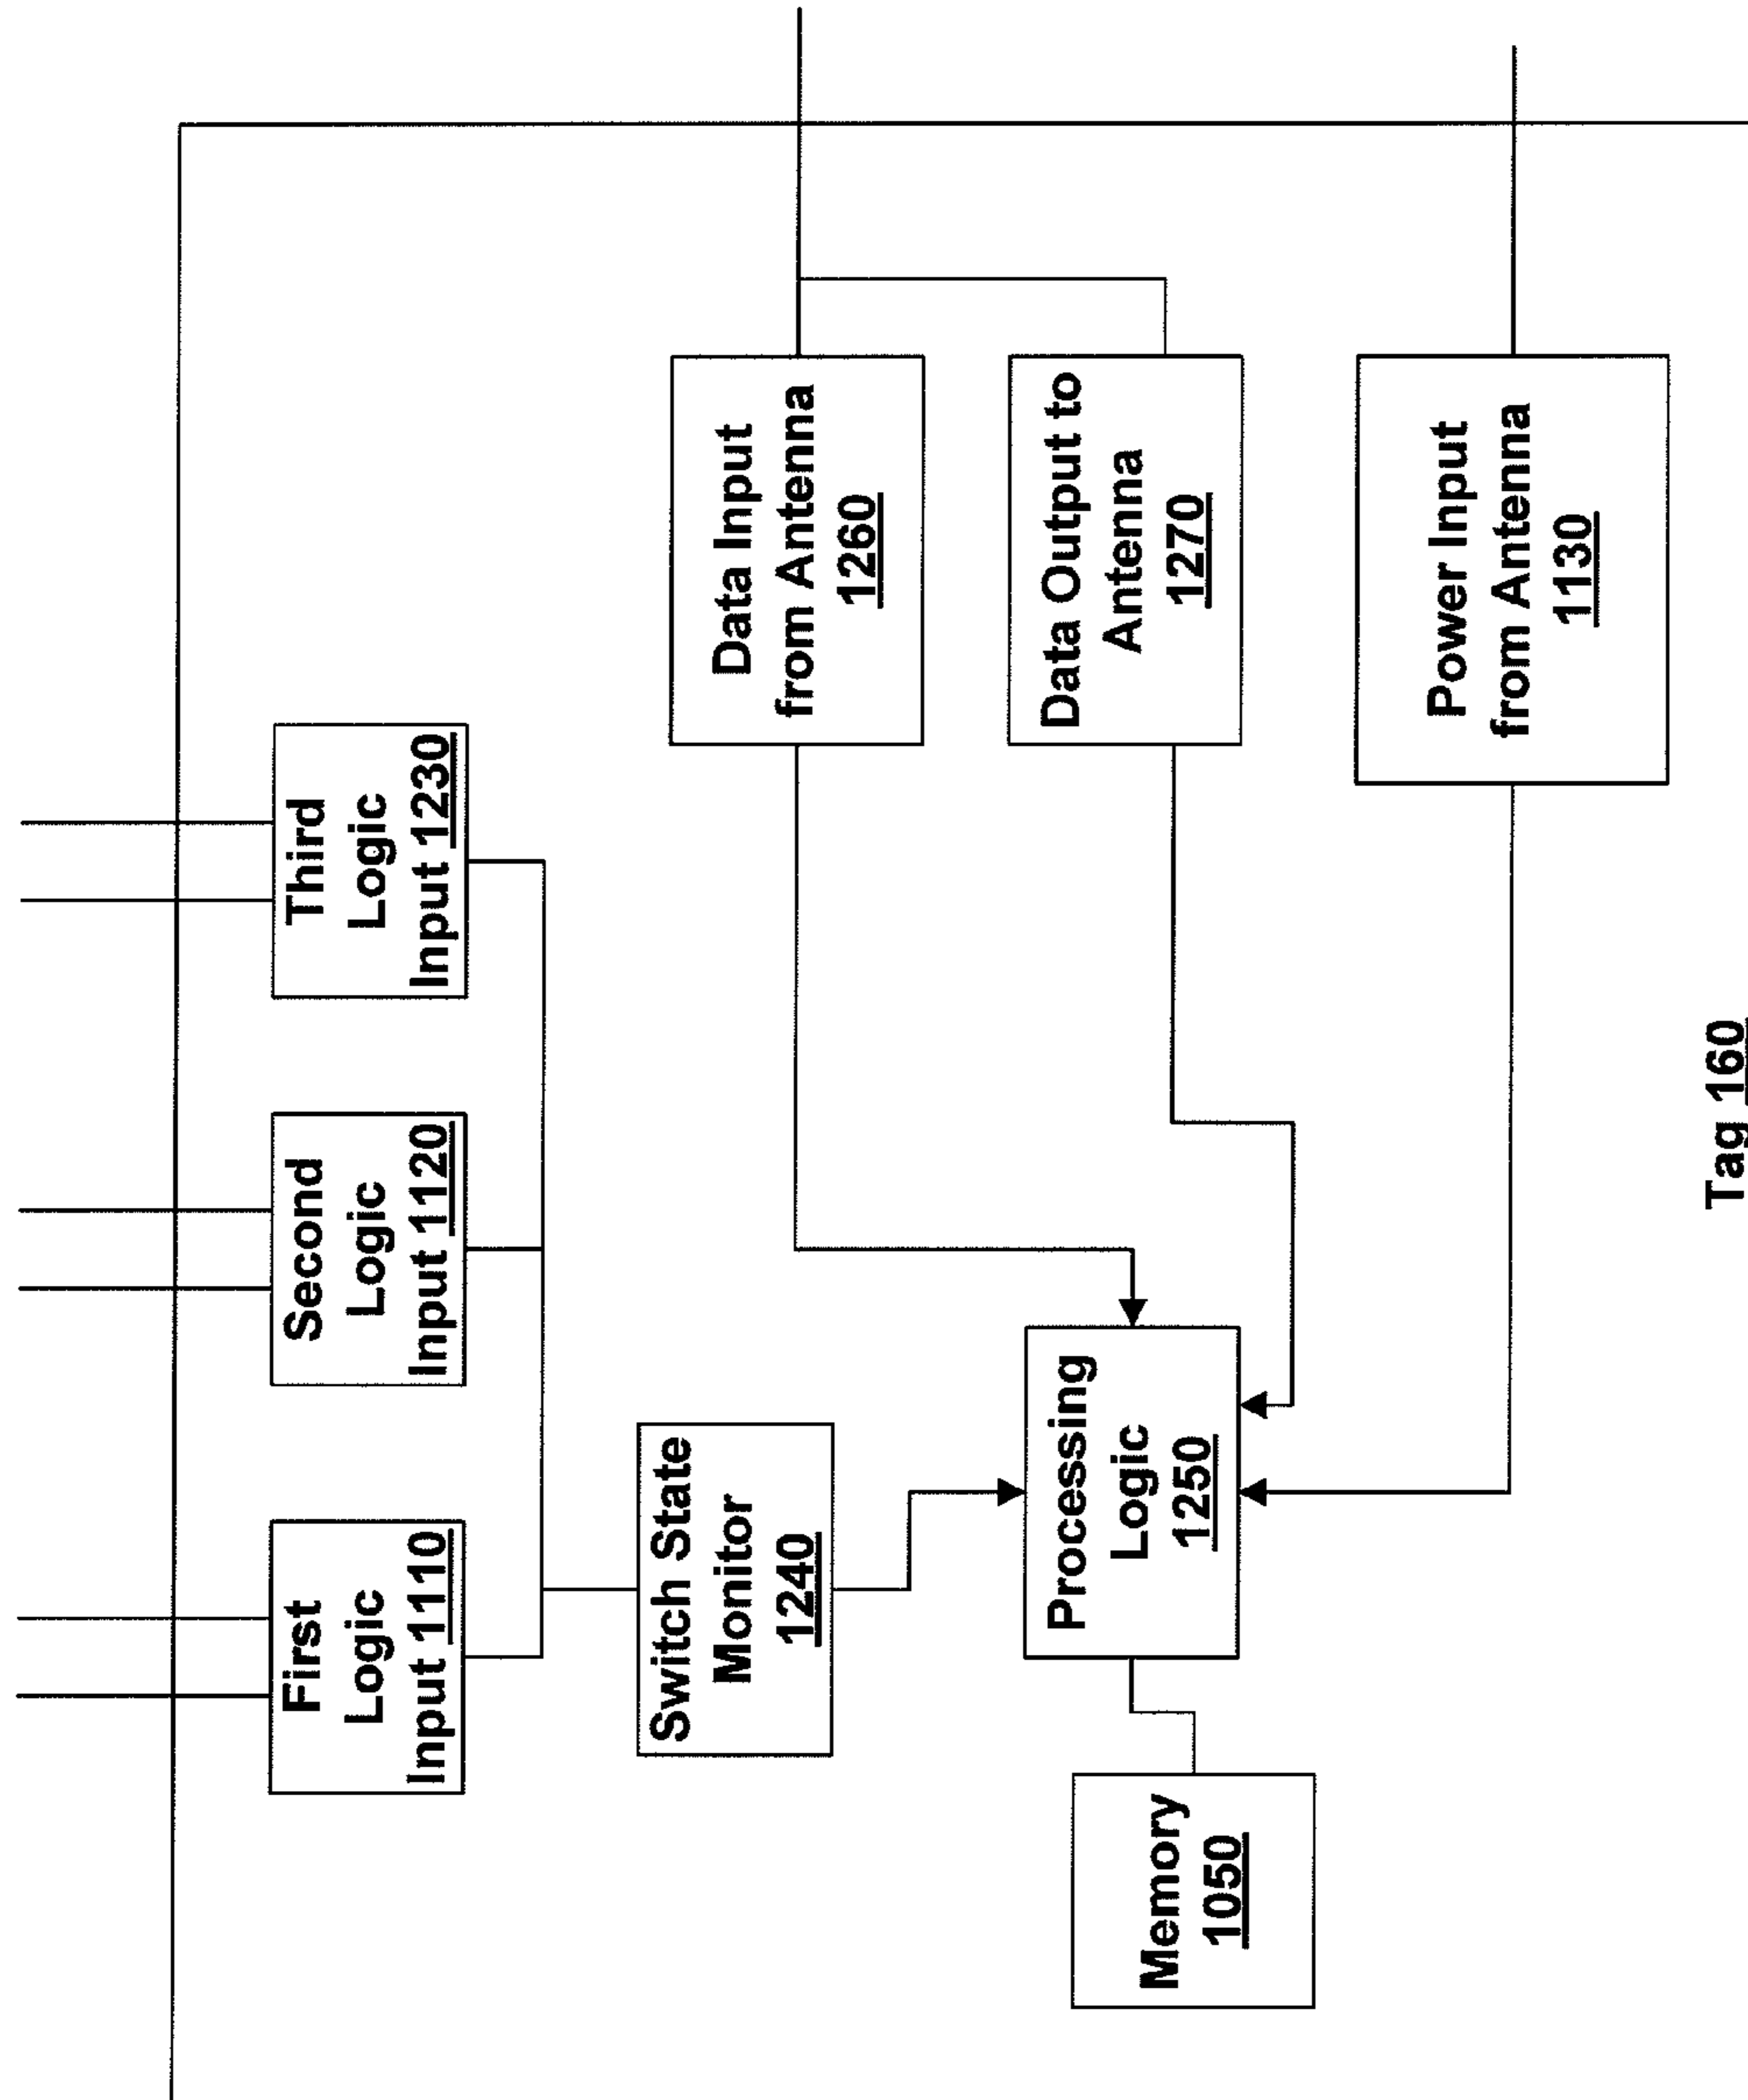 First
Logic
Input 1110
Second
Logic
Input 1120
Third
Logic
Input 1230
Switch State
Monitor
1240
Data Input
from Antenna
1260
Processing
Logic
1250
Data Output to
Antenna
1270
Memory
1050
Power Input
from Antenna
1130
Tag 160